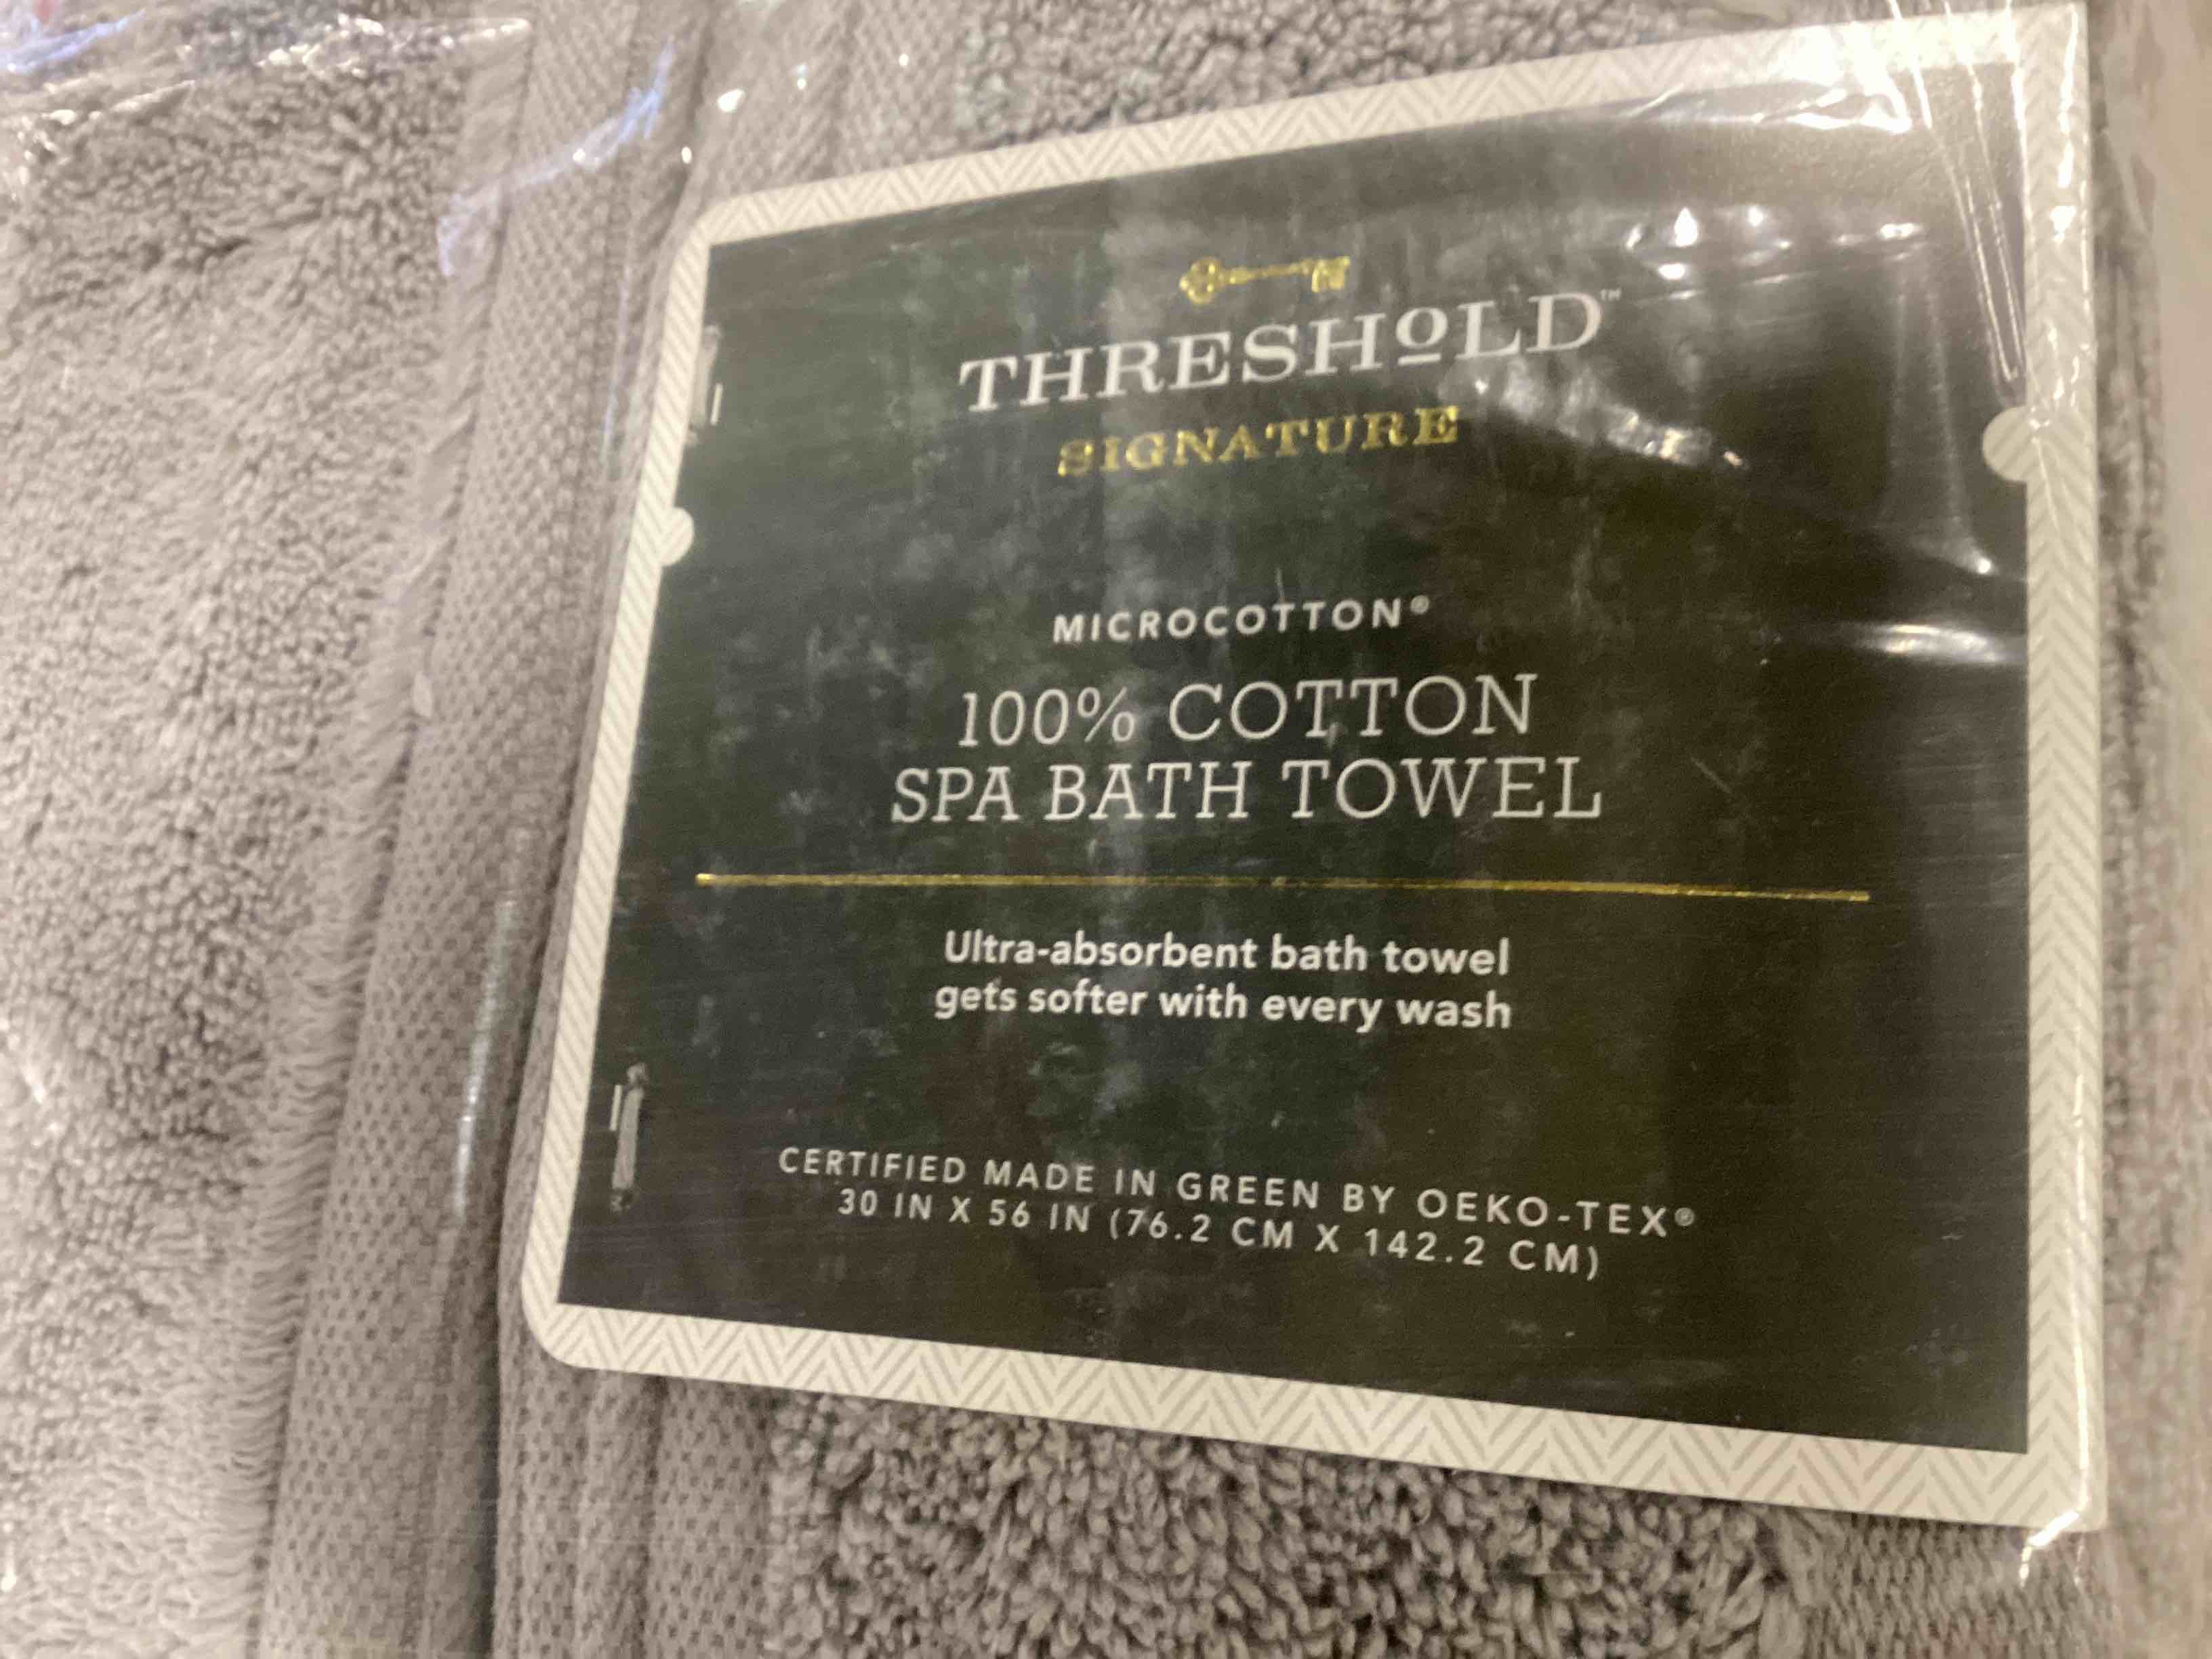 THRESHOLD™
SIGNATURE
MICROCOTTON®
100% COTTON
SPA BATH TOWEL
Ultra-absorbent bath towel
gets softer with every wash
CERTIFIED MADE IN GREEN BY OEKO-TEX®
30 IN X 56 IN (76.2 CM X 142.2 CM)